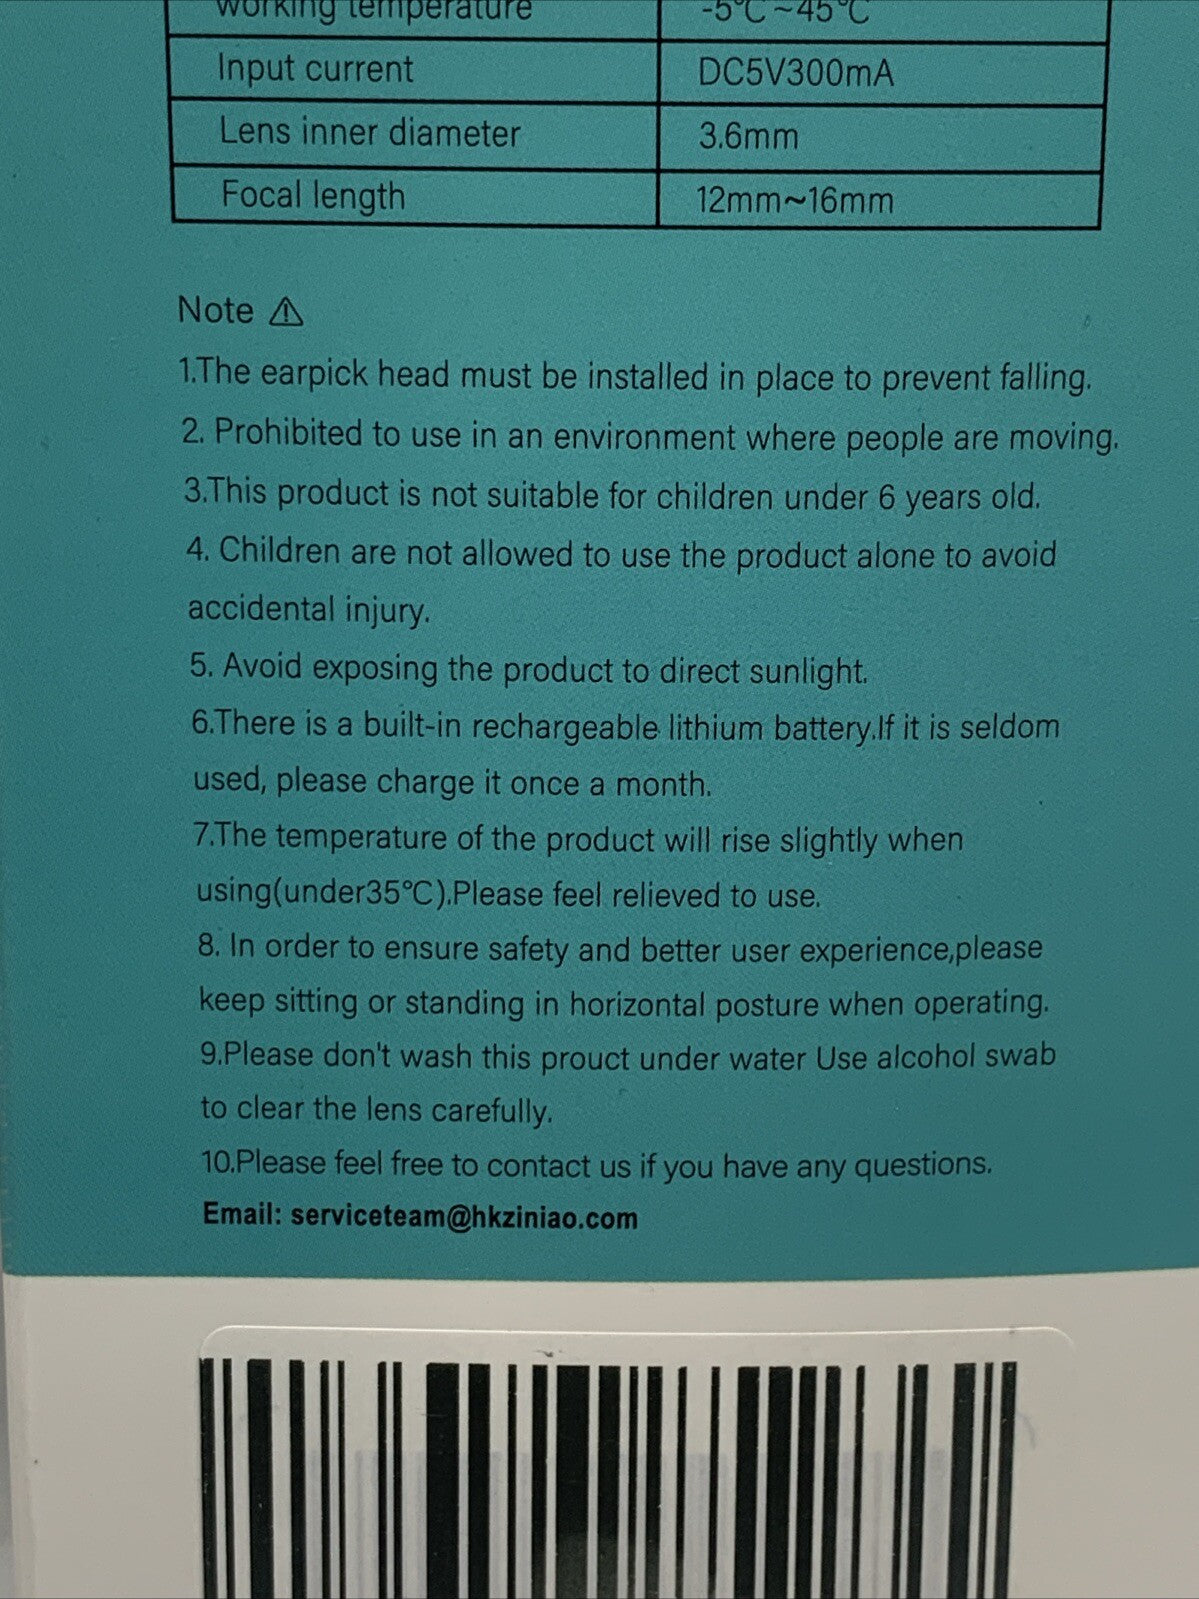 working temperature -5°C~45°C
Input current DC5V300mA
Lens inner diameter 3.6mm
Focal length 12mm~16mm
Note ⚠
1.The earpick head must be installed in place to prevent falling.
2. Prohibited to use in an environment where people are moving.
3.This product is not suitable for children under 6 years old.
4. Children are not allowed to use the product alone to avoid
accidental injury.
5. Avoid exposing the product to direct sunlight.
6.There is a built-in rechargeable lithium battery.If it is seldom
used, please charge it once a month.
7.The temperature of the product will rise slightly when
using(under35°C).Please feel relieved to use.
8. In order to ensure safety and better user experience,please
keep sitting or standing in horizontal posture when operating.
9.Please don't wash this prouct under water Use alcohol swab
to clear the lens carefully.
10.Please feel free to contact us if you have any questions.
Email: serviceteam@hkziniao.com